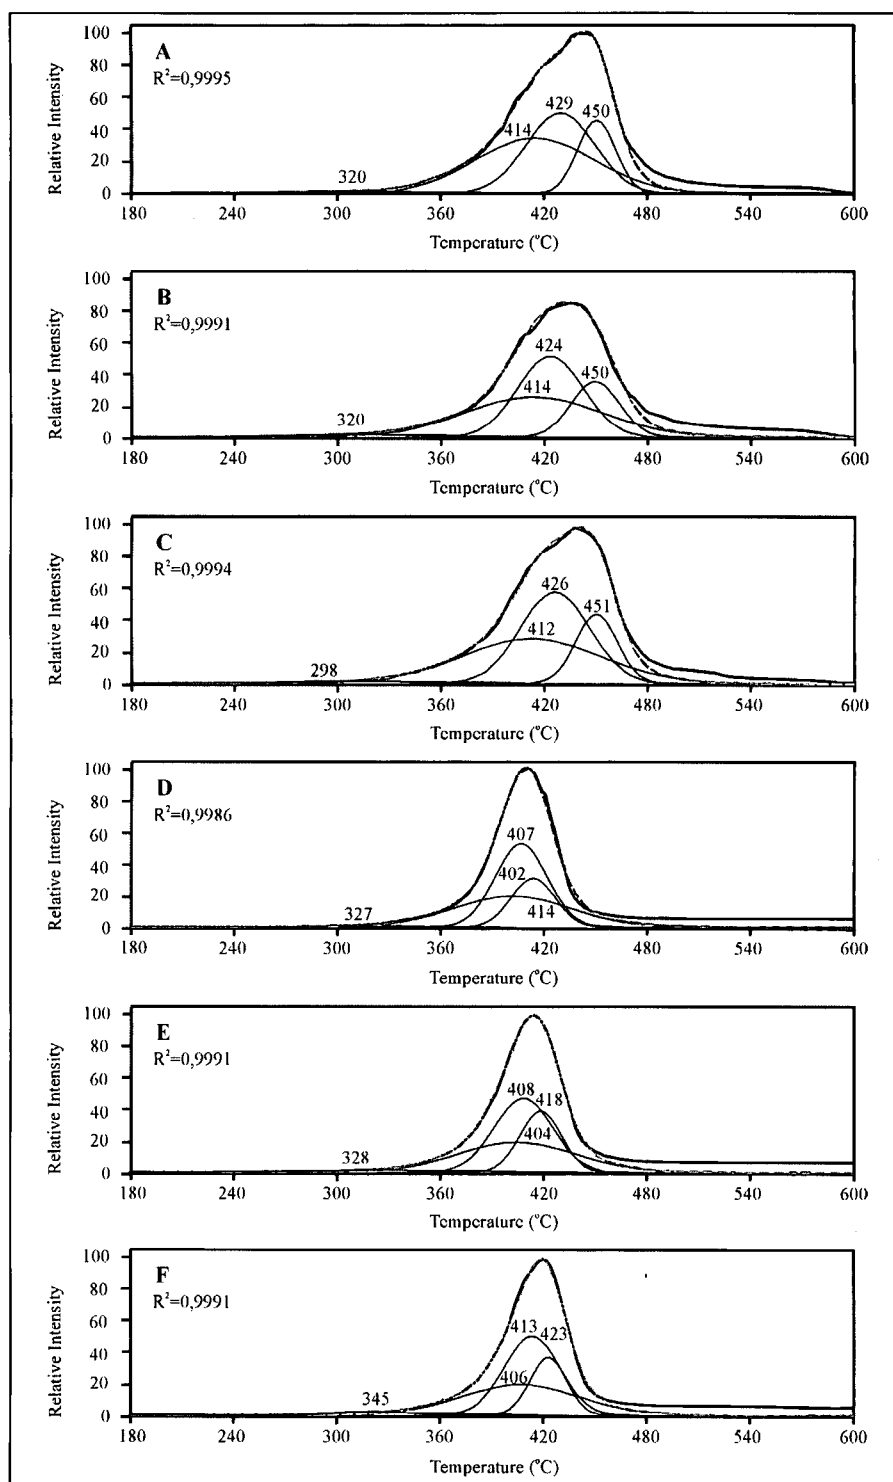 100
A
R²=0,9995
80
60
40
20
0
Relative Intensity
320
414
429
450
180 240 300 360 420 480 540 600
Temperature (°C)
100
B
R²=0,9991
80
60
40
20
0
Relative Intensity
320
424
414
450
180 240 300 360 420 480 540 600
Temperature (°C)
100
C
R²=0,9994
80
60
40
20
0
Relative Intensity
298
426
412
451
180 240 300 360 420 480 540 600
Temperature (°C)
100
D
R²=0,9986
80
60
40
20
0
Relative Intensity
327
407
402
414
180 240 300 360 420 480 540 600
Temperature (°C)
100
E
R²=0,9991
80
60
40
20
0
Relative Intensity
328
408
418
404
180 240 300 360 420 480 540 600
Temperature (°C)
100
F
R²=0,9991
80
60
40
20
0
Relative Intensity
345
413
423
406
180 240 300 360 420 480 540 600
Temperature (°C)